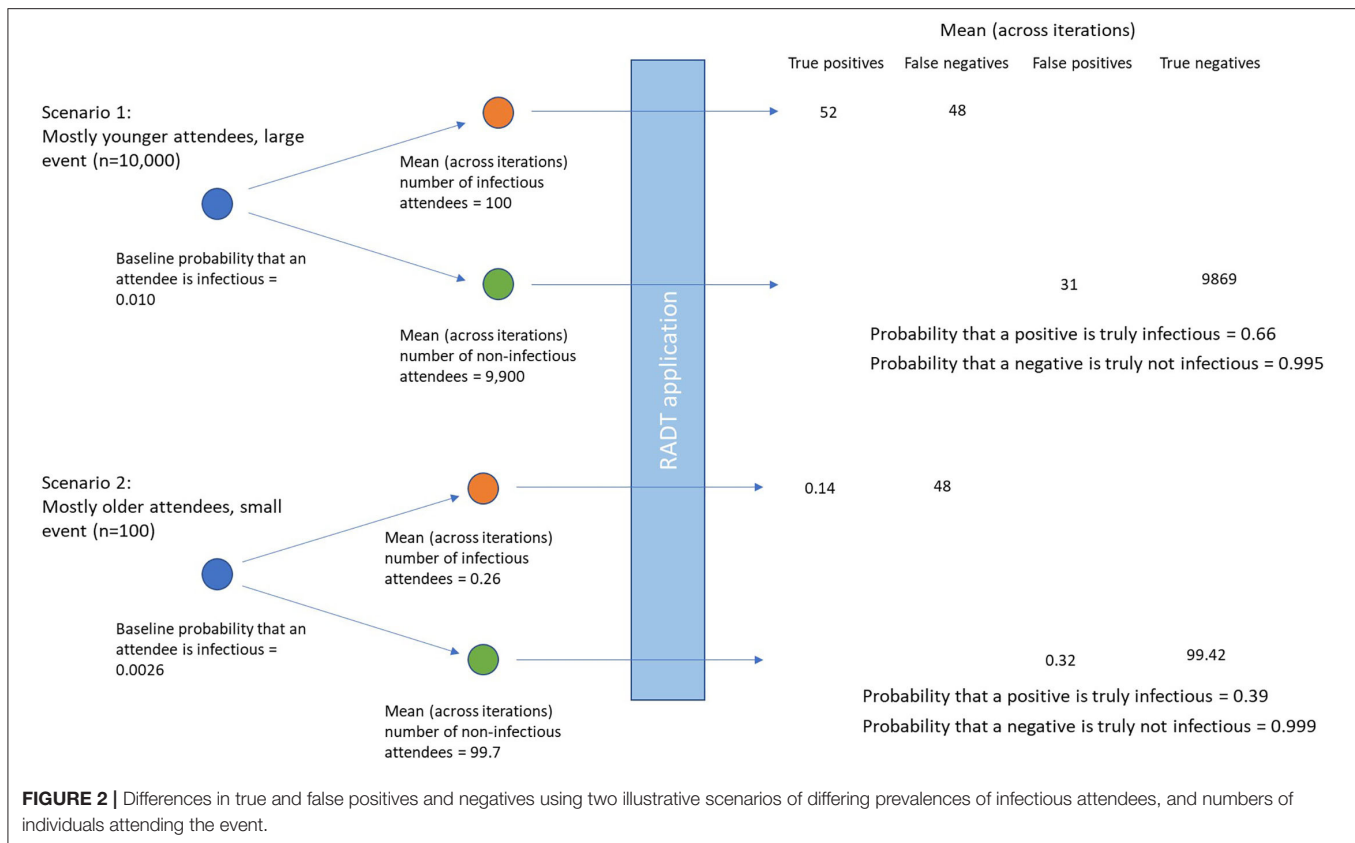 Mean (across iterations)
True positives False negatives False positives True negatives
Scenario 1:
Mostly younger attendees, large
event (n=10,000)
52 48
Mean (across iterations)
number of infectious
attendees = 100
Baseline probability that an
attendee is infectious =
0.010
31 9869
Mean (across iterations)
number of non-infectious
attendees = 9,900
Probability that a positive is truly infectious = 0.66
Probability that a negative is truly not infectious = 0.995
RADT application
Scenario 2:
Mostly older attendees, small
event (n=100)
0.14 48
Mean (across iterations)
number of infectious
attendees = 0.26
Baseline probability that an
attendee is infectious =
0.0026
0.32 99.42
Mean (across iterations)
number of non-infectious
attendees = 99.7
Probability that a positive is truly infectious = 0.39
Probability that a negative is truly not infectious = 0.999
FIGURE 2 | Differences in true and false positives and negatives using two illustrative scenarios of differing prevalences of infectious attendees, and numbers of
individuals attending the event.